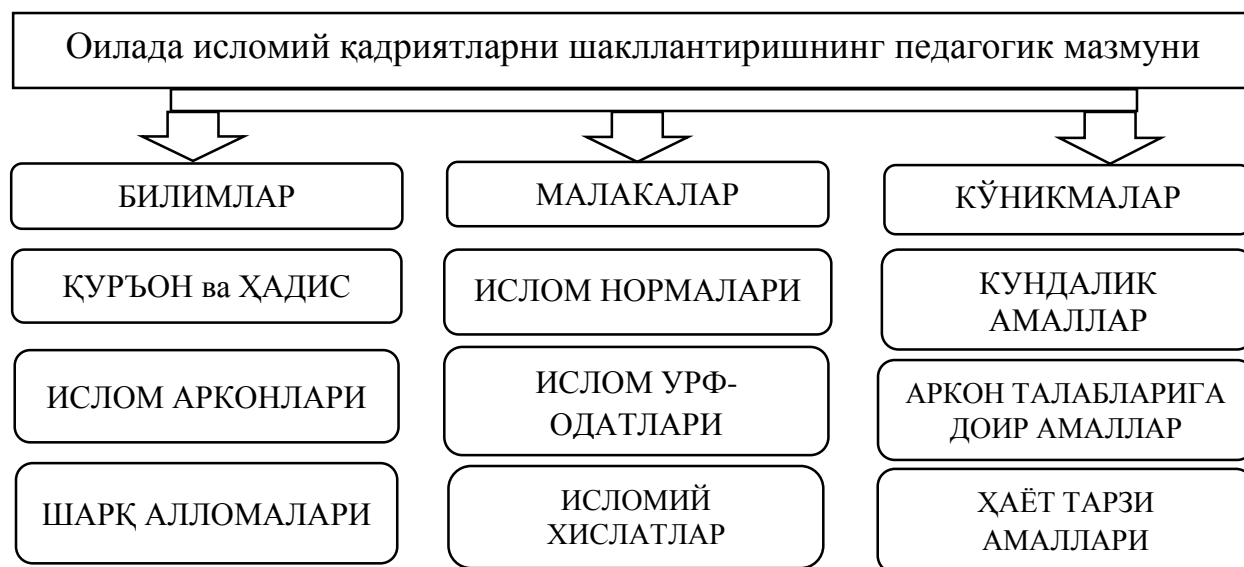 Оилада исломий қадриятларни шакллантиришнинг педагогик мазмуни
БИЛИМЛАР
ҚУРЪОН ва ҲАДИС
ИСЛОМ АРКОНЛАРИ
ШАРҚ АЛЛОМАЛАРИ
МАЛАКАЛАР
ИСЛОМ НОРМАЛАРИ
ИСЛОМ УРФ-
ОДАТЛАРИ
ИСЛОМИЙ
ХИСЛАТЛАР
КЎНИКМАЛАР
КУНДАЛИК
АМАЛЛАР
АРКОН ТАЛАБЛАРИГА
ДОИР АМАЛЛАР
ҲАЁТ ТАРЗИ
АМАЛЛАРИ